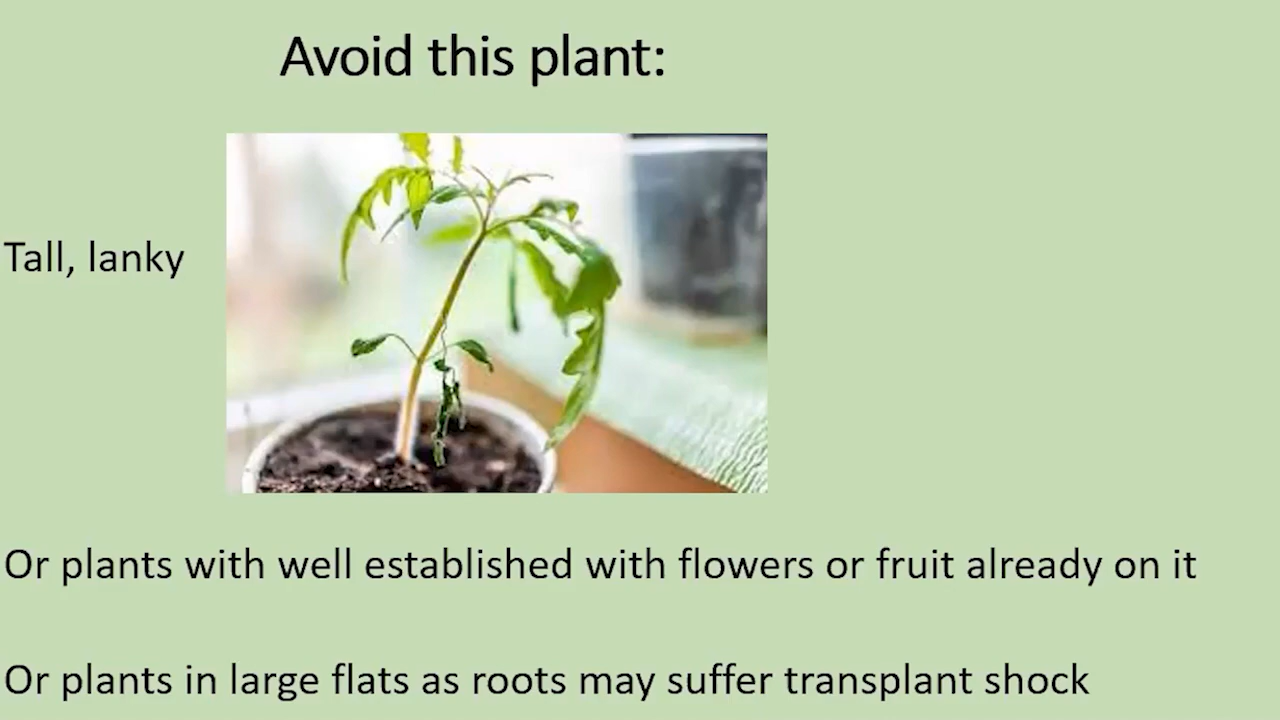 Avoid this plant:
Tall, lanky
Or plants with well established with flowers or fruit already on it
Or plants in large flats as roots may suffer transplant shock